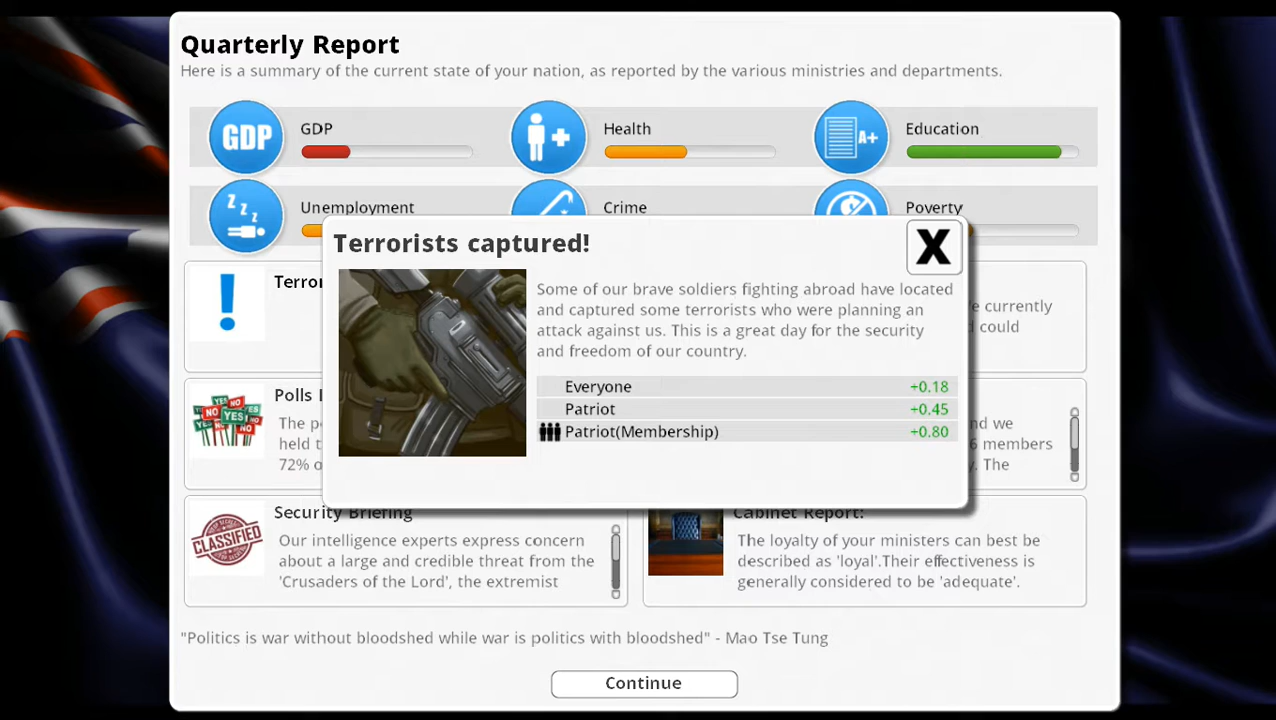 Quarterly Report
Here is a summary of the current state of your nation, as reported by the various ministries and departments.
GDP
GDP
Health
A+
Education
Z Z Z
Unemployment
Crime
Poverty
Terrorists captured!
X
Some of our brave soldiers fighting abroad have located
and captured some terrorists who were planning an
attack against us. This is a great day for the security
and freedom of our country.
Everyone +0.18
Patriot +0.45
Patriot(Membership) +0.80
!
currently
could
Polls
The
held
72%
NO YES NO
YES
and we
members
The
CLASSIFIED
Security Briefing
Our intelligence experts express concern
about a large and credible threat from the
'Crusaders of the Lord', the extremist
Cabinet Report:
The loyalty of your ministers can best be
described as 'loyal'.Their effectiveness is
generally considered to be 'adequate'.
"Politics is war without bloodshed while war is politics with bloodshed" - Mao Tse Tung
Continue